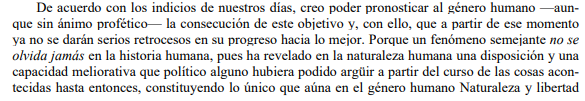 De acuerdo con los indicios de nuestros días, creo poder pronosticar al género humano —aun-
que sin ánimo profético— la consecución de este objetivo y, con ello, que a partir de ese momento
ya no se darán serios retrocesos en su progreso hacia lo mejor. Porque un fenómeno semejante no se
olvida jamás en la historia humana, pues ha revelado en la naturaleza humana una disposición y una
capacidad meliorativa que político alguno hubiera podido argüir a partir del curso de las cosas acon-
tecidas hasta entonces, constituyendo lo único que aúna en el género humano Naturaleza y libertad